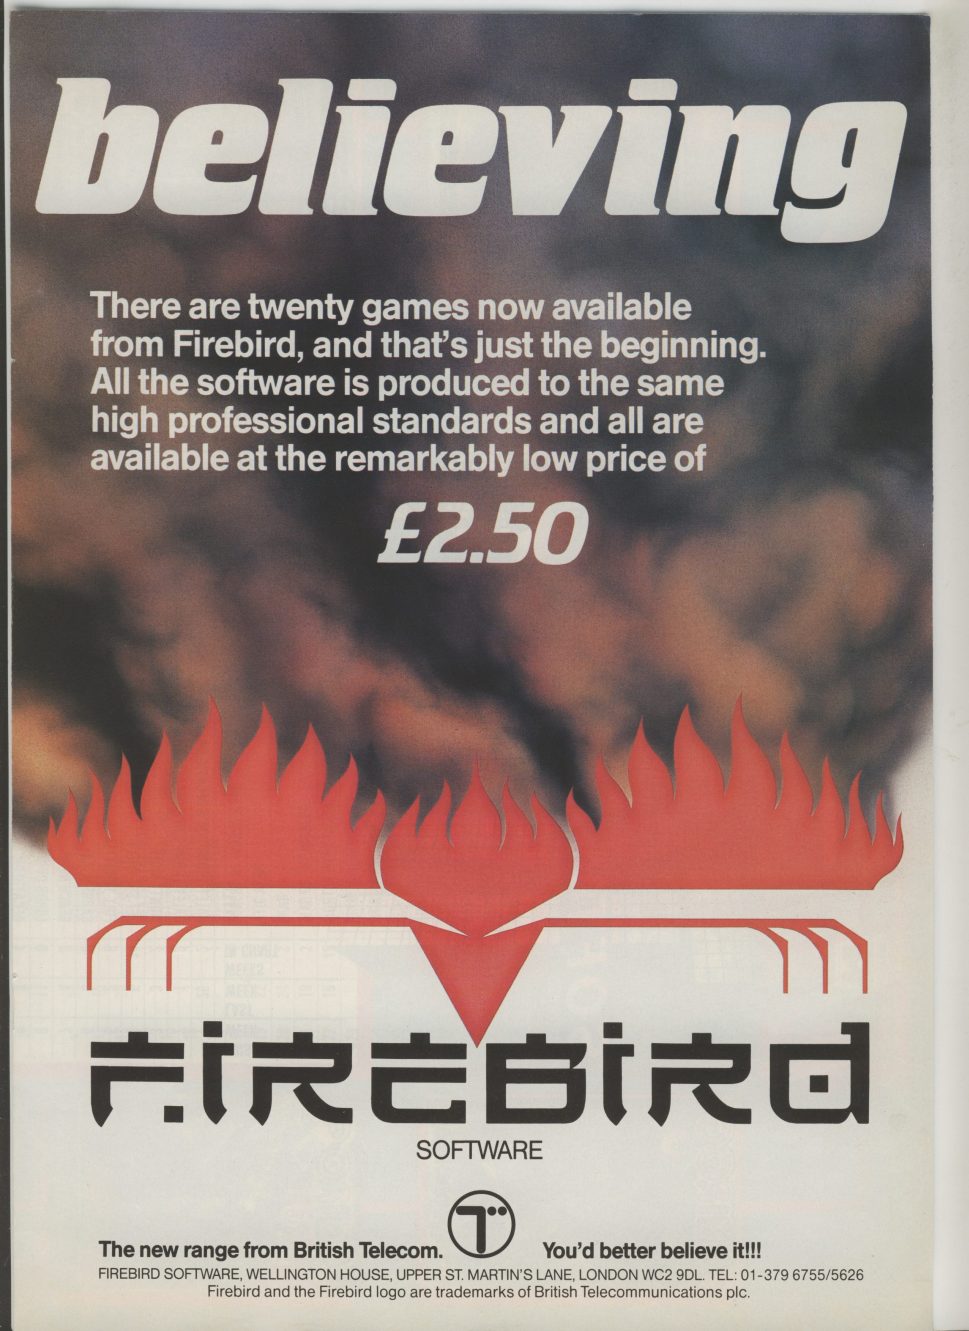 believing
There are twenty games now available
from Firebird, and that's just the beginning.
All the software is produced to the same
high professional standards and all are
available at the remarkably low price of
£2.50
FIREBIRD
SOFTWARE
The new range from British Telecom. T You'd better believe it!!!
FIREBIRD SOFTWARE, WELLINGTON HOUSE, UPPER ST. MARTIN'S LANE, LONDON WC2 9DL. TEL: 01-379 6755/5626
Firebird and the Firebird logo are trademarks of British Telecommunications plc.